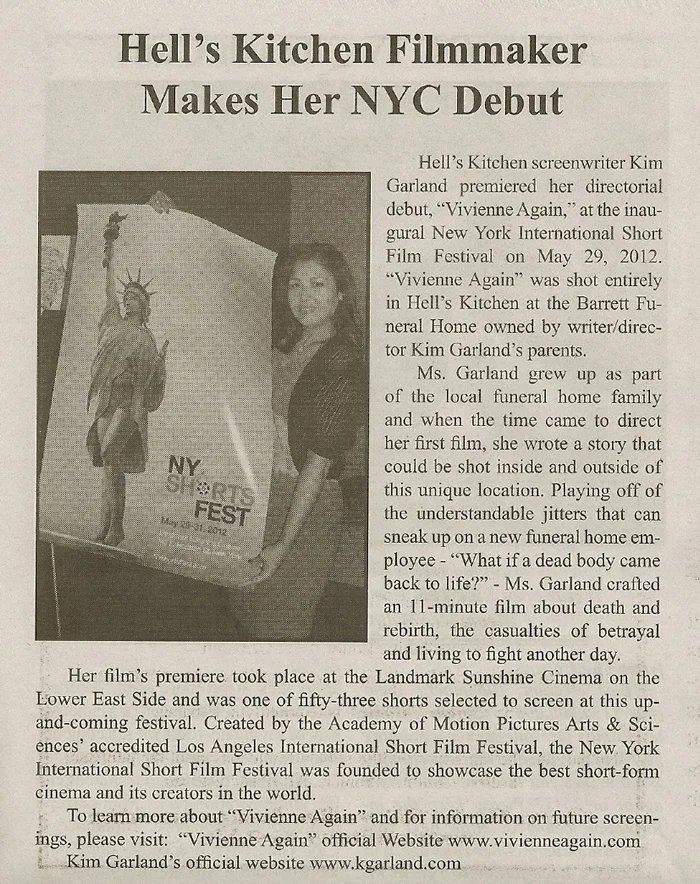 Hell's Kitchen Filmmaker
Makes Her NYC Debut
NY
SHORTS
FEST
May 29-31, 2012
Hell's Kitchen screenwriter Kim
Garland premiered her directorial
debut, "Vivienne Again," at the inau-
gural New York International Short
Film Festival on May 29, 2012.
"Vivienne Again" was shot entirely
in Hell's Kitchen at the Barrett Fu-
neral Home owned by writer/direc-
tor Kim Garland's parents.
Ms. Garland grew up as part
of the local funeral home family
and when the time came to direct
her first film, she wrote a story that
could be shot inside and outside of
this unique location. Playing off of
the understandable jitters that can
sneak up on a new funeral home em-
ployee - "What if a dead body came
back to life?" - Ms. Garland crafted
an 11-minute film about death and
rebirth, the casualties of betrayal
and living to fight another day.
Her film's premiere took place at the Landmark Sunshine Cinema on the
Lower East Side and was one of fifty-three shorts selected to screen at this up-
and-coming festival. Created by the Academy of Motion Pictures Arts & Sci-
ences' accredited Los Angeles International Short Film Festival, the New York
International Short Film Festival was founded to showcase the best short-form
cinema and its creators in the world.
To learn more about "Vivienne Again" and for information on future screen-
ings, please visit: "Vivienne Again" official Website www.vivienneagain.com
Kim Garland's official website www.kgarland.com